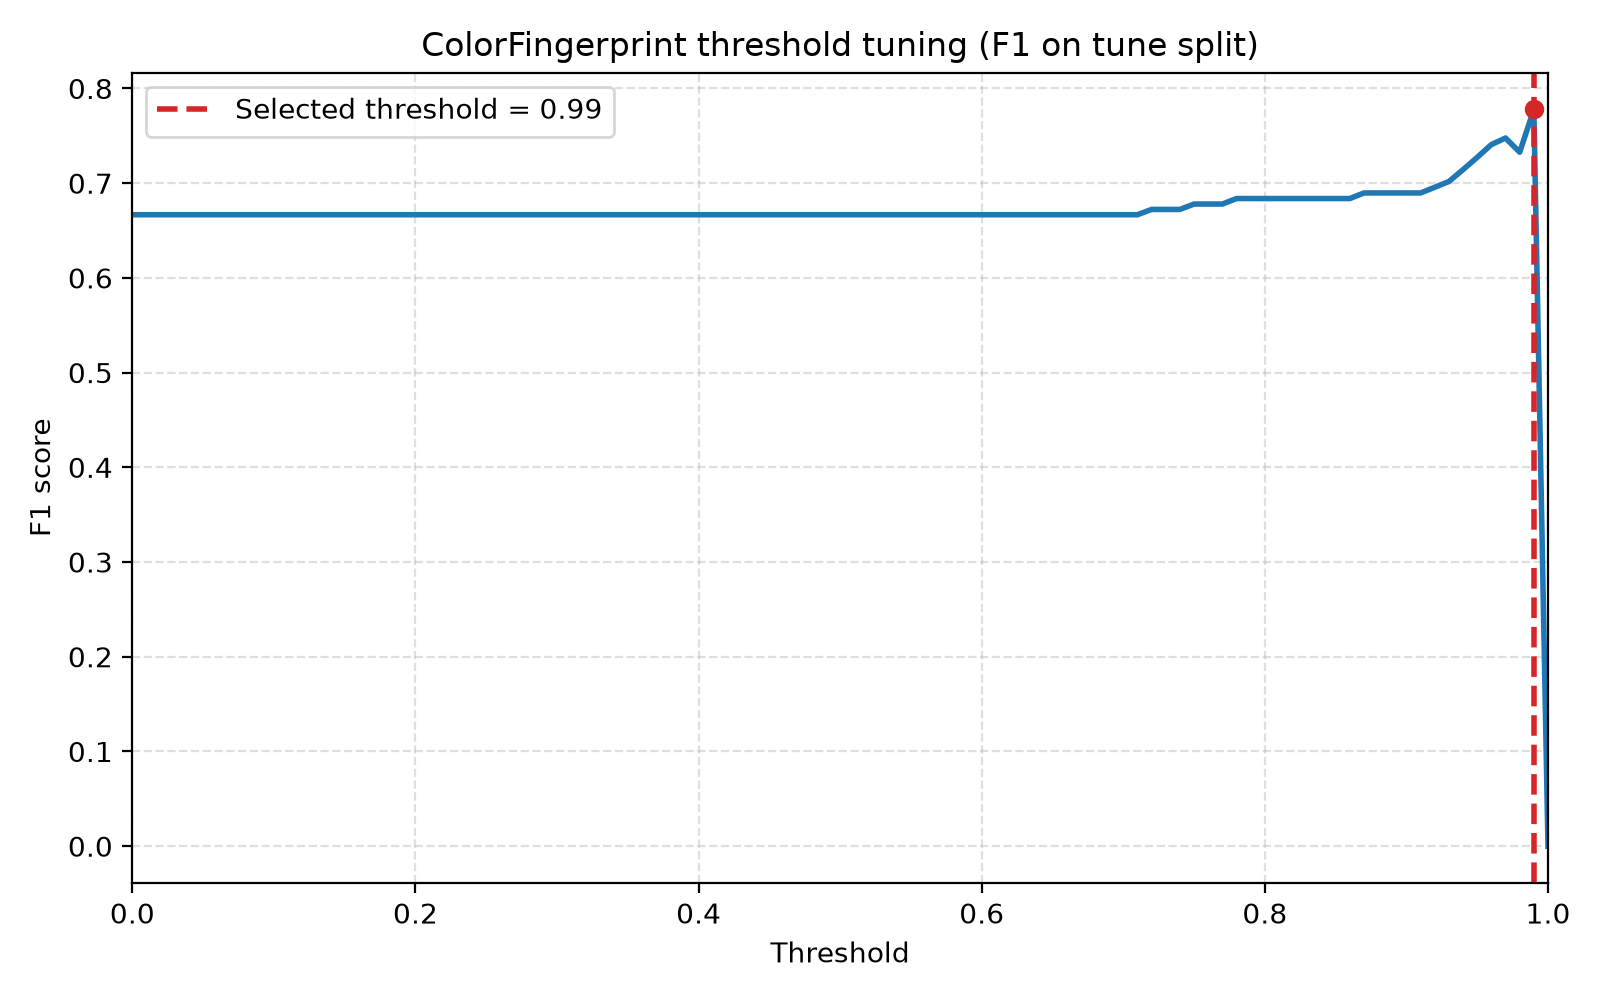 ColorFingerprint threshold tuning (F1 on tune split)
Selected threshold = 0.99
0.8
0.7
0.6
0.5
0.4
0.3
0.2
0.1
0.0
F1 score
0.0 0.2 0.4 0.6 0.8 1.0
Threshold